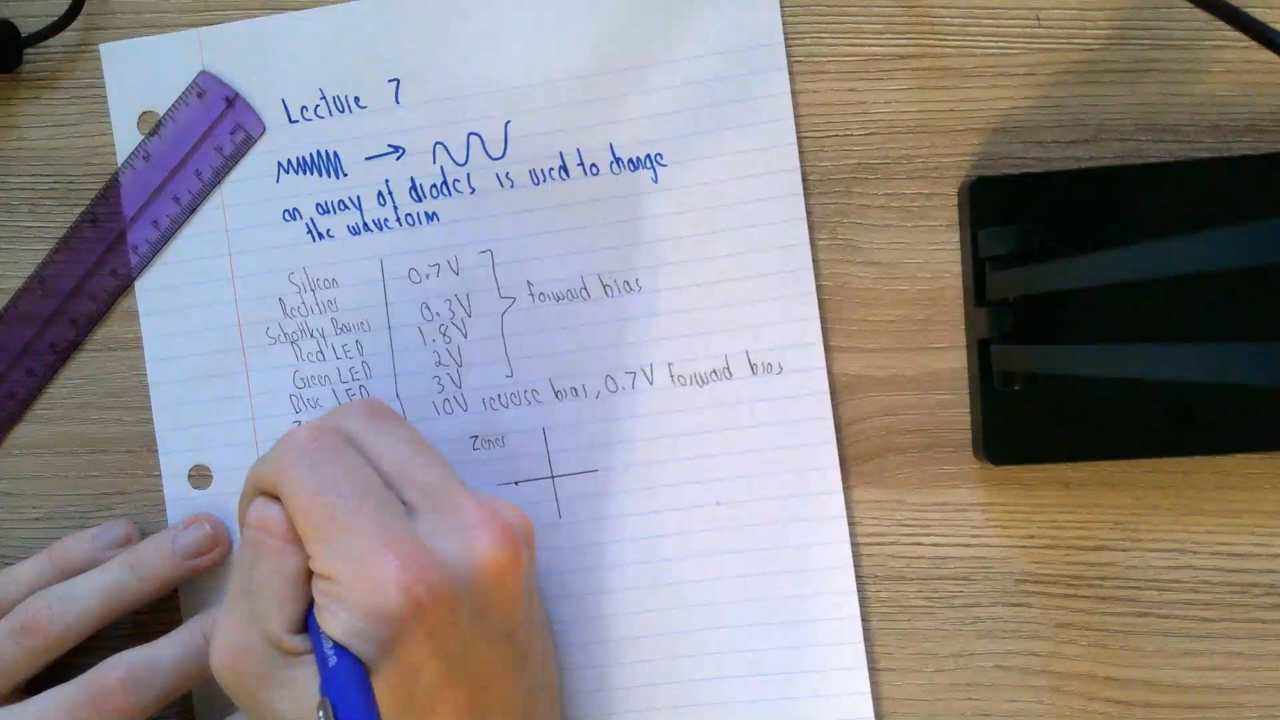 Lecture 7
an array of diodes is used to change
the waveform
Silicon 0.7V
Rectifier
Schottky Barrier 0.3V
Red LED 1.8V
Green LED 2V
Blue LED 3V
forward bias
10V reverse bias, 0.7V forward bias
Zener